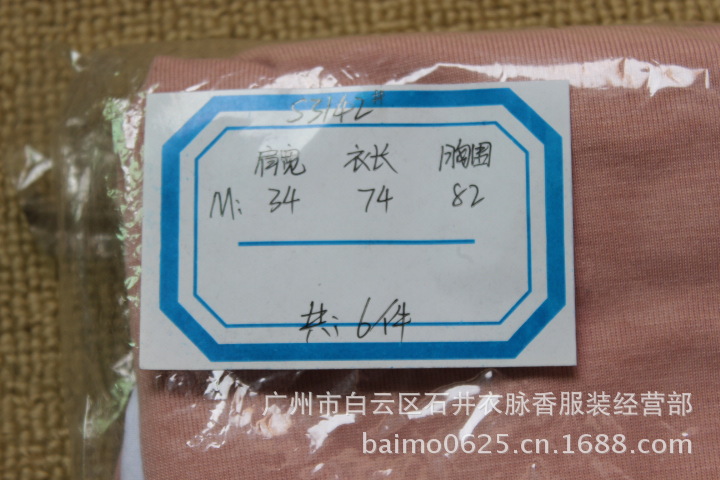 53142#
肩宽 衣长 胸围
M: 34 74 82
共: 6件
广州市白云区石井衣脉香服装经营部
baimo0625.cn.1688.com